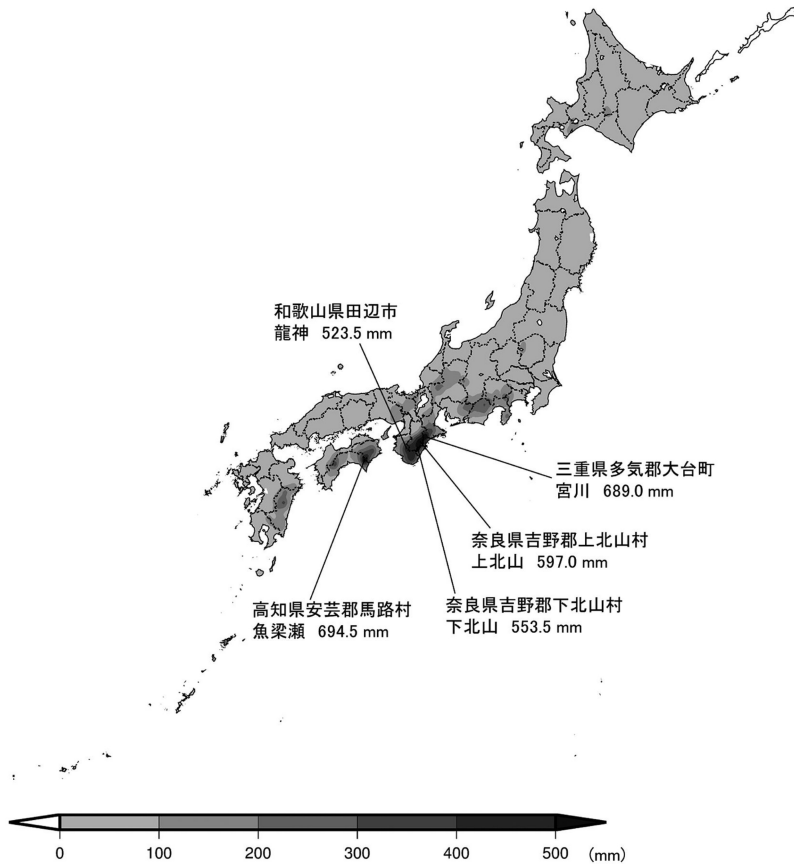 和歌山県田辺市
龍神 523.5 mm
三重県多気郡大台町
宮川 689.0 mm
奈良県吉野郡上北山村
上北山 597.0 mm
高知県安芸郡馬路村
魚梁瀬 694.5 mm
奈良県吉野郡下北山村
下北山 553.5 mm
0 100 200 300 400 500 (mm)